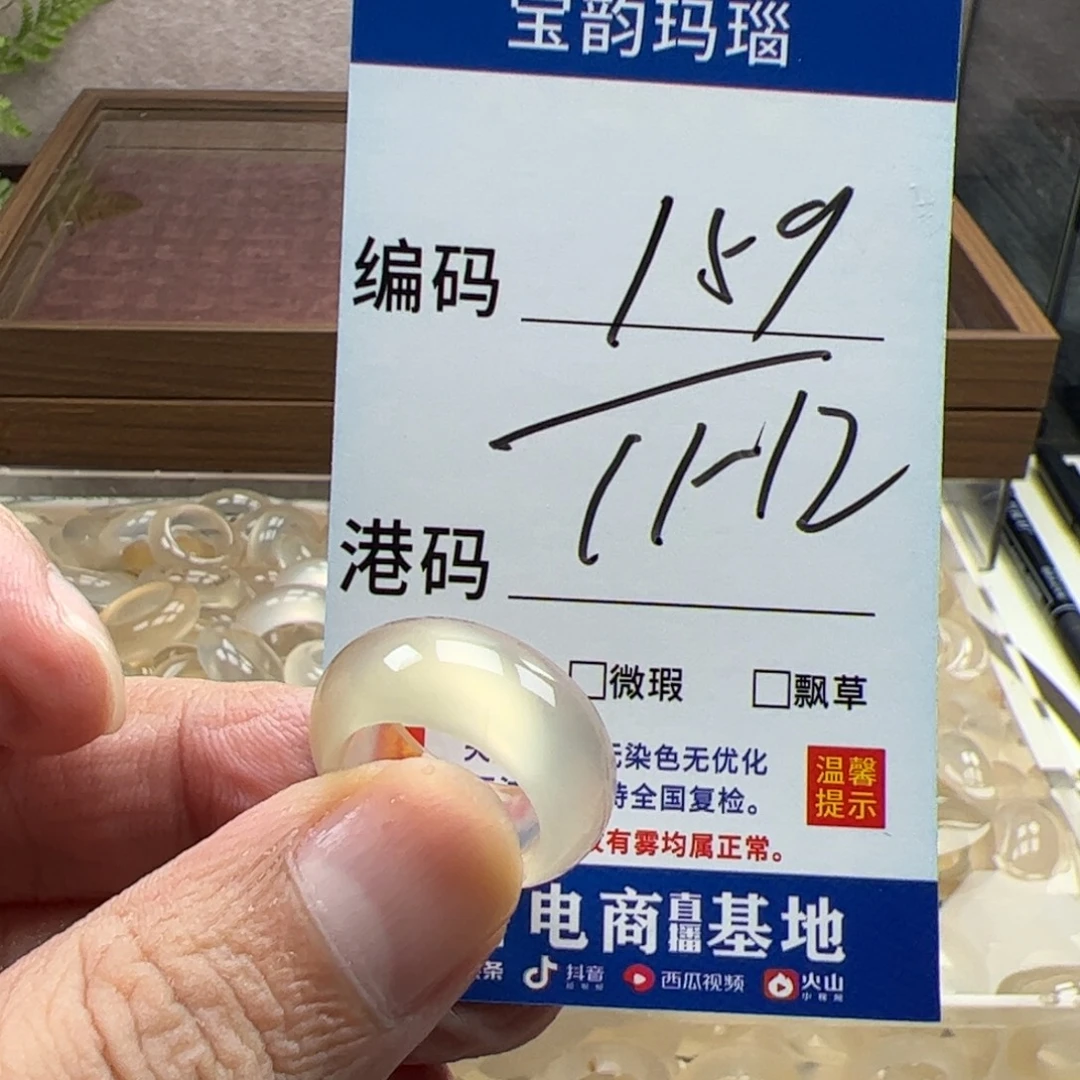 宝韵玛瑙
编码 159
11-12
港码
□微瑕 □飘草
染色无优化
全国复检。
温馨
提示
有雾均属正常。
电商直播基地
抖音 西瓜视频 火山